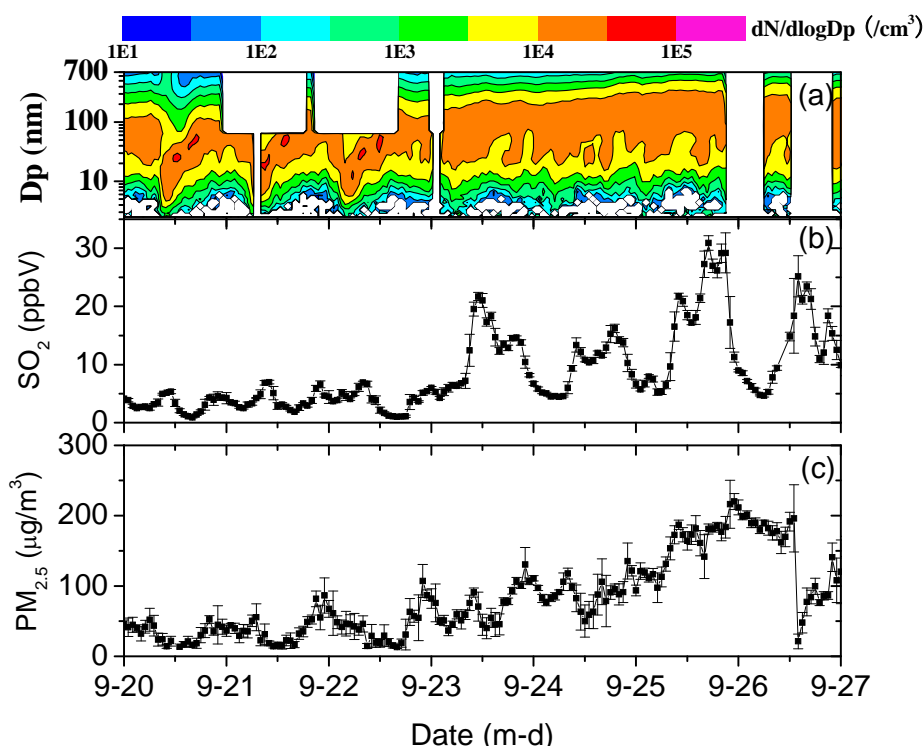 dN/dlogDp (/cm³)
1E1 1E2 1E3 1E4 1E5
(a)
Dp (nm)
700
100
10
(b)
SO₂ (ppbV)
30
20
10
0
(c)
PM₂.₅ (µg/m³)
300
200
100
0
9-20 9-21 9-22 9-23 9-24 9-25 9-26 9-27
Date (m-d)